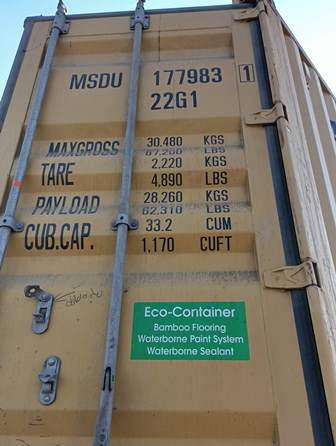 MSDU 177983 1
22G1
MAXGROSS 30.480 KGS
67.200 LBS
TARE 2.220 KGS
4,890 LBS
PAYLOAD 28.260 KGS
62,310 LBS
CUB.CAP. 33.2 CUM
1,170 CUFT
Eco-Container
Bamboo Flooring
Waterborne Paint System
Waterborne Sealant